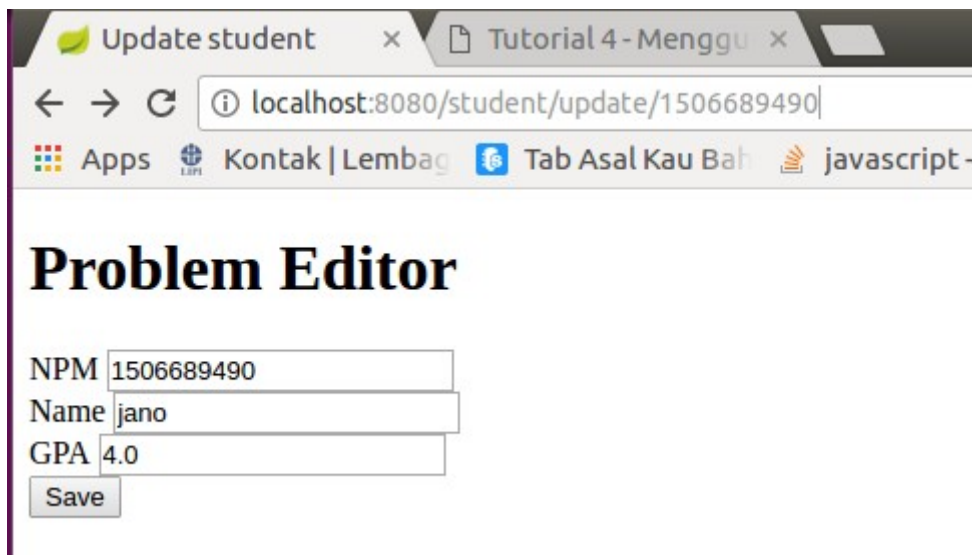 Update student × Tutorial 4 - Menggu ×
localhost:8080/student/update/1506689490
Apps Kontak | Lembag Tab Asal Kau Bah javascript -
Problem Editor
NPM 1506689490
Name jano
GPA 4.0
Save